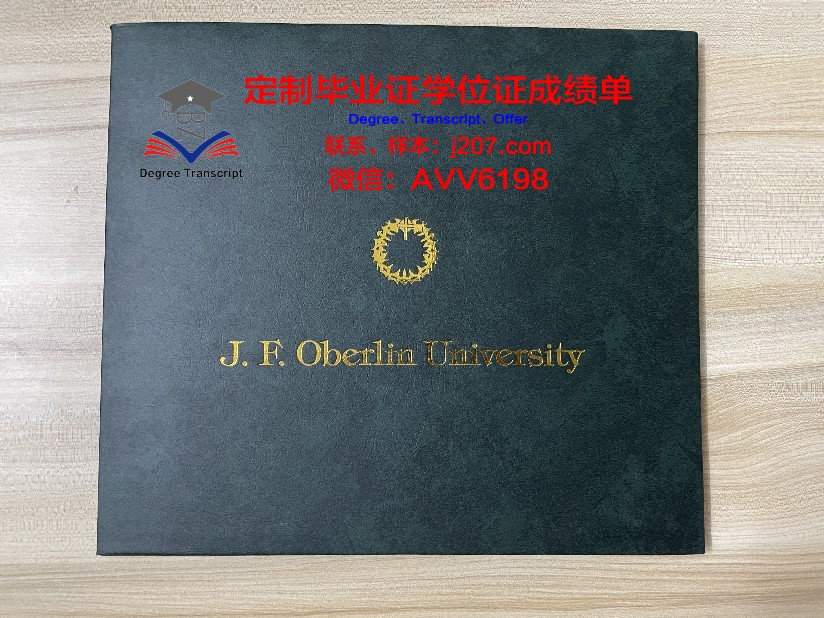 定制毕业证学位证成绩单
Degree、Transcript、Offer
联系、样本：j207.com
微信：AVV6198
Degree Transcript
J. F. Oberlin University